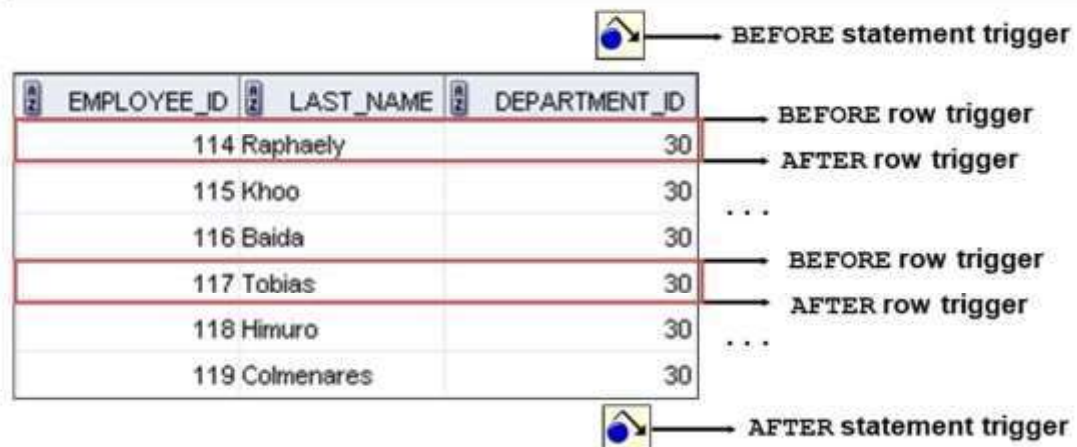 BEFORE statement trigger
EMPLOYEE_ID LAST_NAME DEPARTMENT_ID
BEFORE row trigger
114 Raphaely 30
AFTER row trigger
115 Khoo 30
. . .
116 Baida 30
BEFORE row trigger
117 Tobias 30
AFTER row trigger
118 Himuro 30
. . .
119 Colmenares 30
AFTER statement trigger